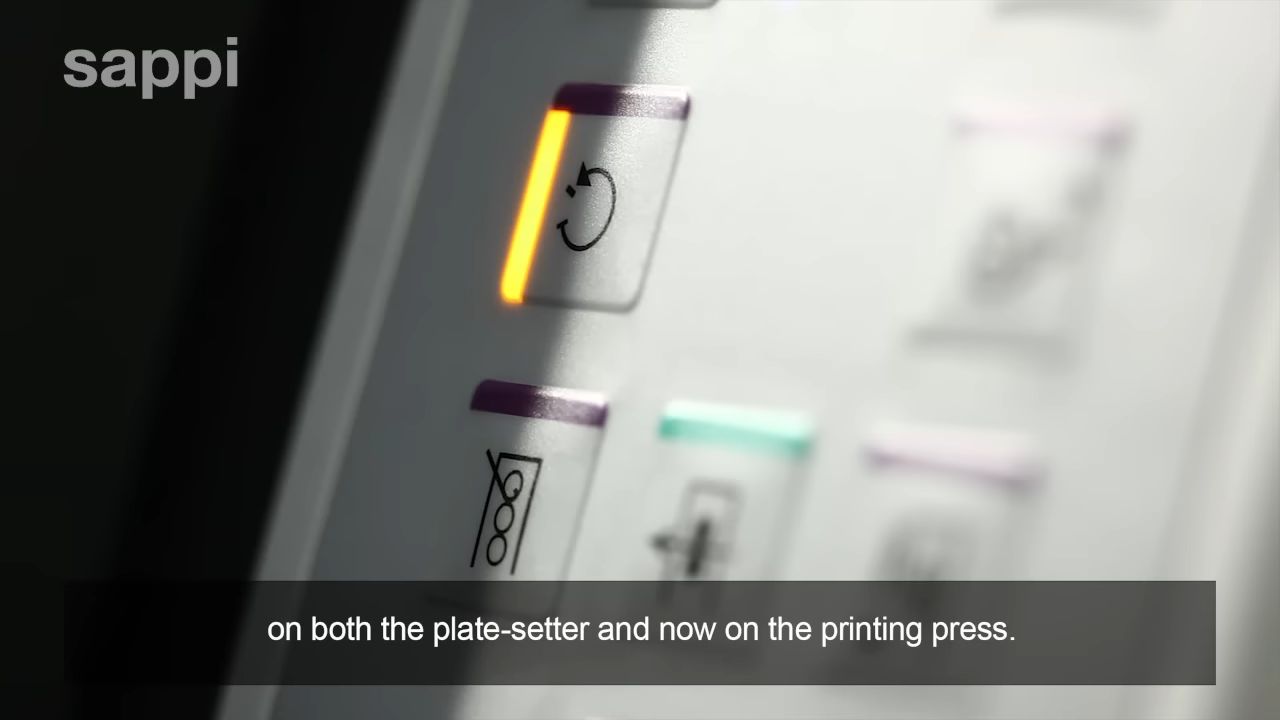 sappi
on both the plate-setter and now on the printing press.